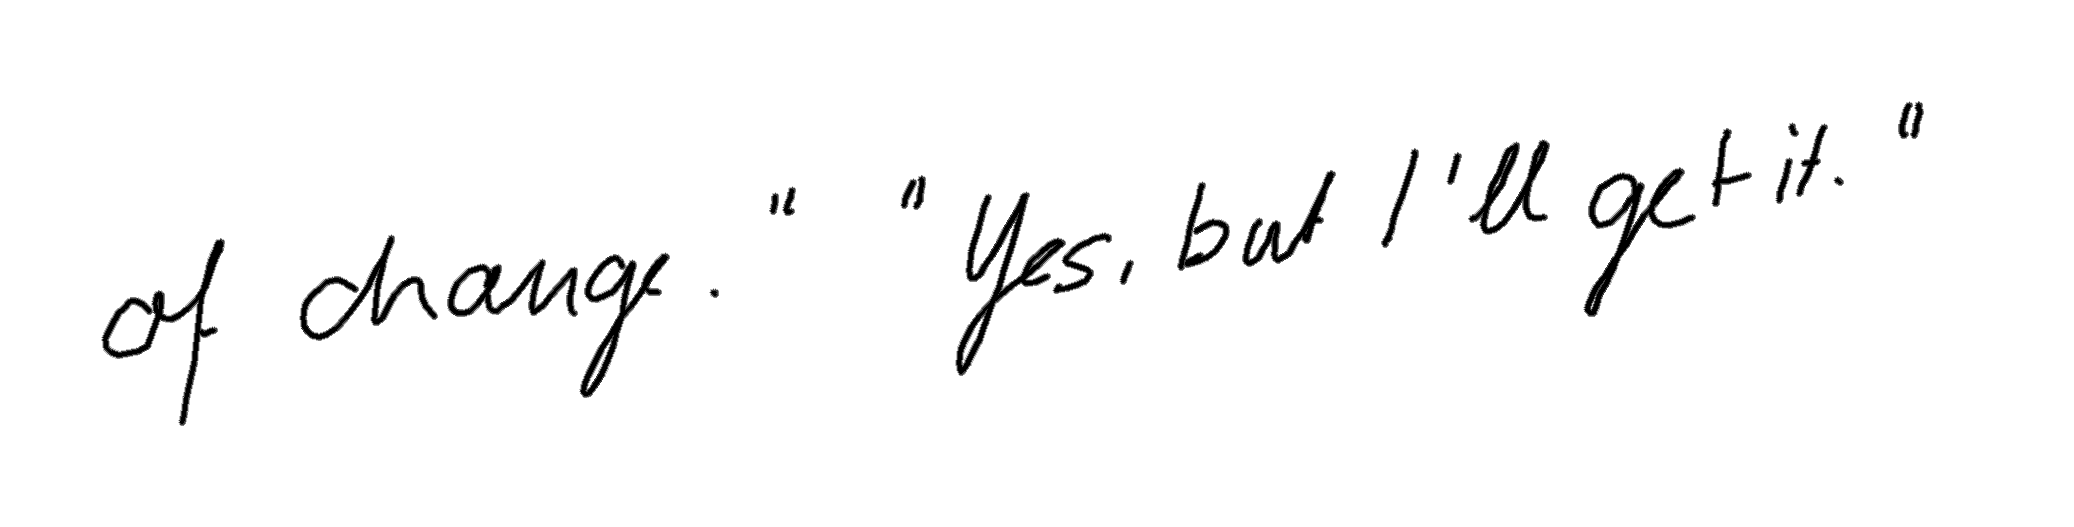 of change." "Yes, but I'll get it."